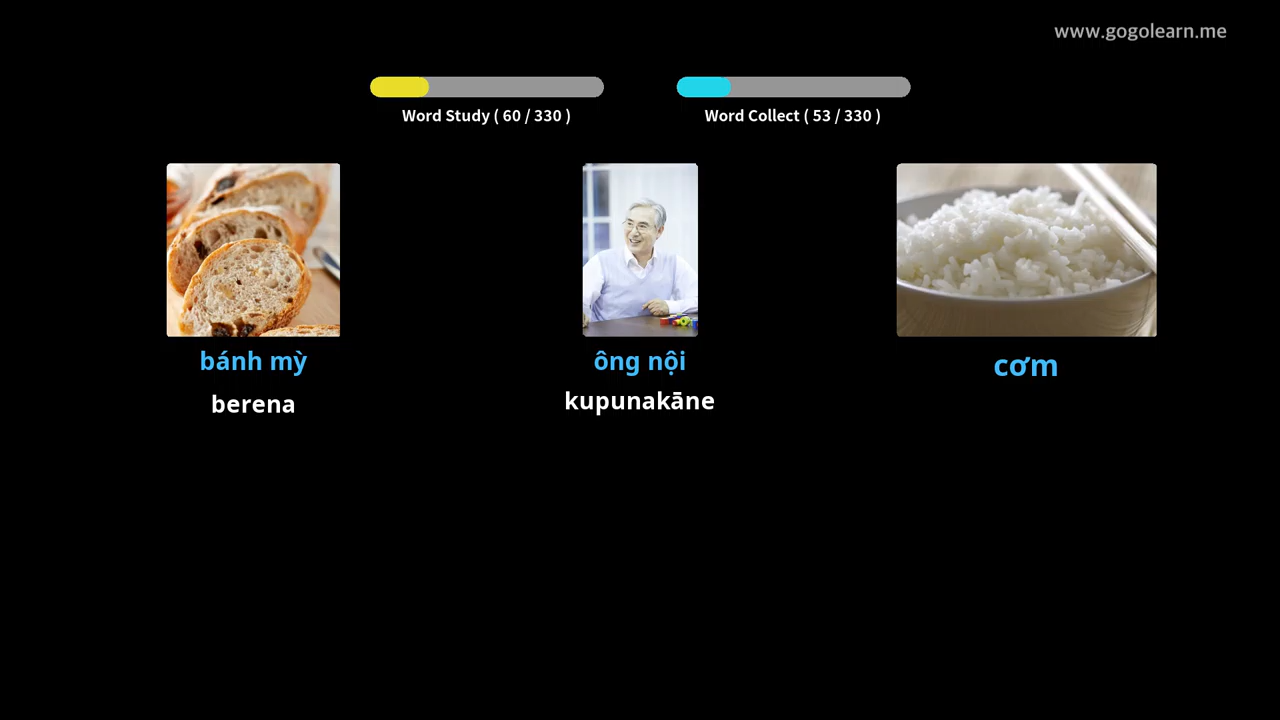 www.gogolearn.me
Word Study ( 60 / 330 )
Word Collect ( 53 / 330 )
bánh mỳ
berena
ông nội
kupunakāne
cơm